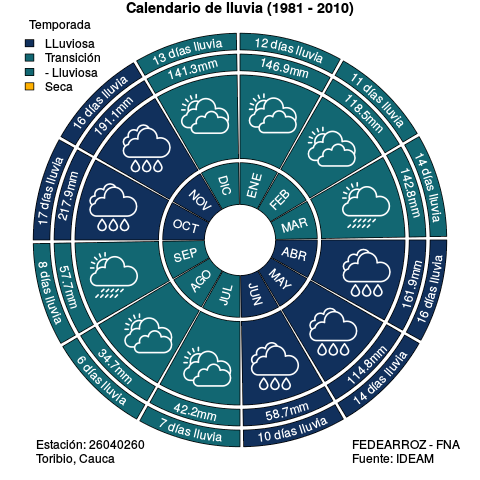 Calendario de lluvia (1981 - 2010)
Temporada
LLuviosa
Transición
- Lluviosa
Seca
12 días lluvia
146.9mm
ENE
11 días lluvia
118.5mm
FEB
14 días lluvia
142.8mm
MAR
16 días lluvia
161.9mm
ABR
14 días lluvia
114.8mm
MAY
10 días lluvia
58.7mm
JUN
7 días lluvia
42.2mm
JUL
6 días lluvia
34.7mm
AGO
8 días lluvia
57.7mm
SEP
17 días lluvia
217.9mm
OCT
16 días lluvia
191.1mm
NOV
13 días lluvia
141.3mm
DIC
Estación: 26040260
Toribio, Cauca
FEDEARROZ - FNA
Fuente: IDEAM